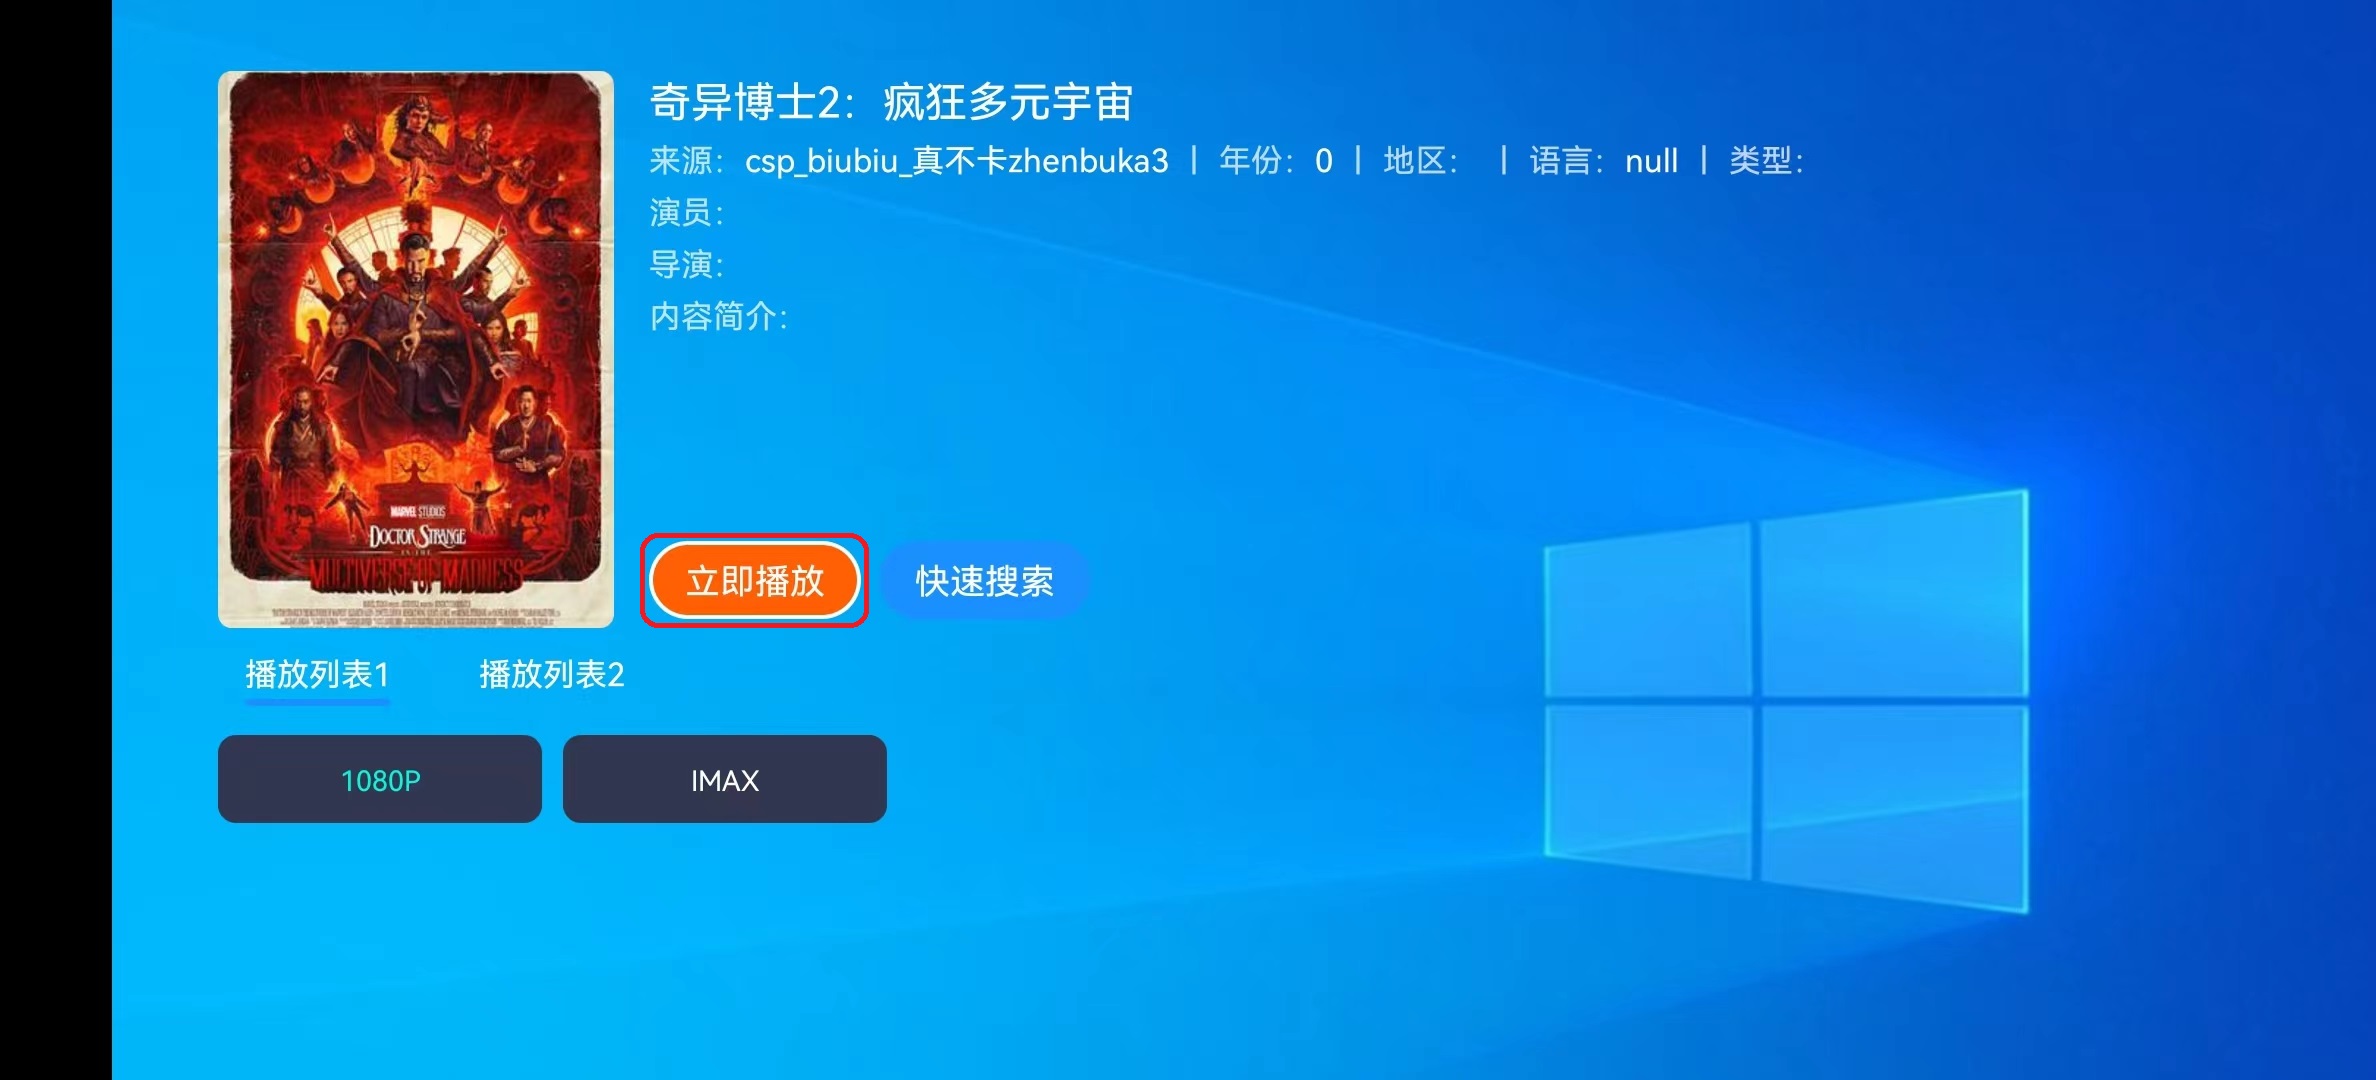 奇异博士2：疯狂多元宇宙
来源： csp_biubiu_真不卡zhenbuka3 | 年份： 0 | 地区： | 语言： null | 类型：
演员：
导演：
内容简介：
MARVEL STUDIOS
DOCTOR STRANGE
IN THE
MULTIVERSE OF MADNESS
立即播放 快速搜索
播放列表1 播放列表2
1080P IMAX